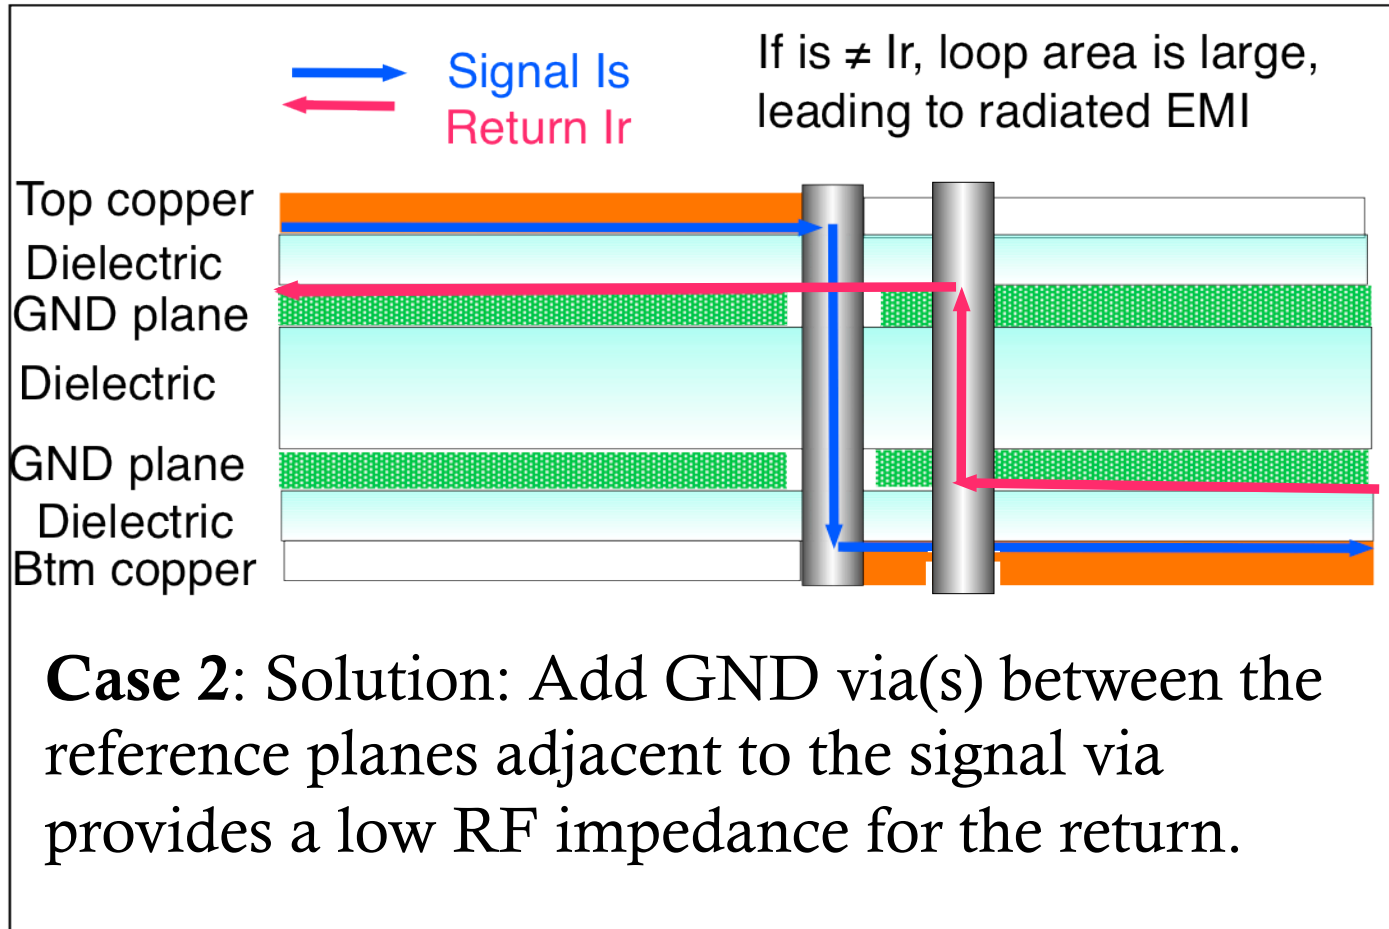 Signal Is
Return Ir
If is ≠ Ir, loop area is large,
leading to radiated EMI
Top copper
Dielectric
GND plane
Dielectric
GND plane
Dielectric
Btm copper
Case 2: Solution: Add GND via(s) between the
reference planes adjacent to the signal via
provides a low RF impedance for the return.